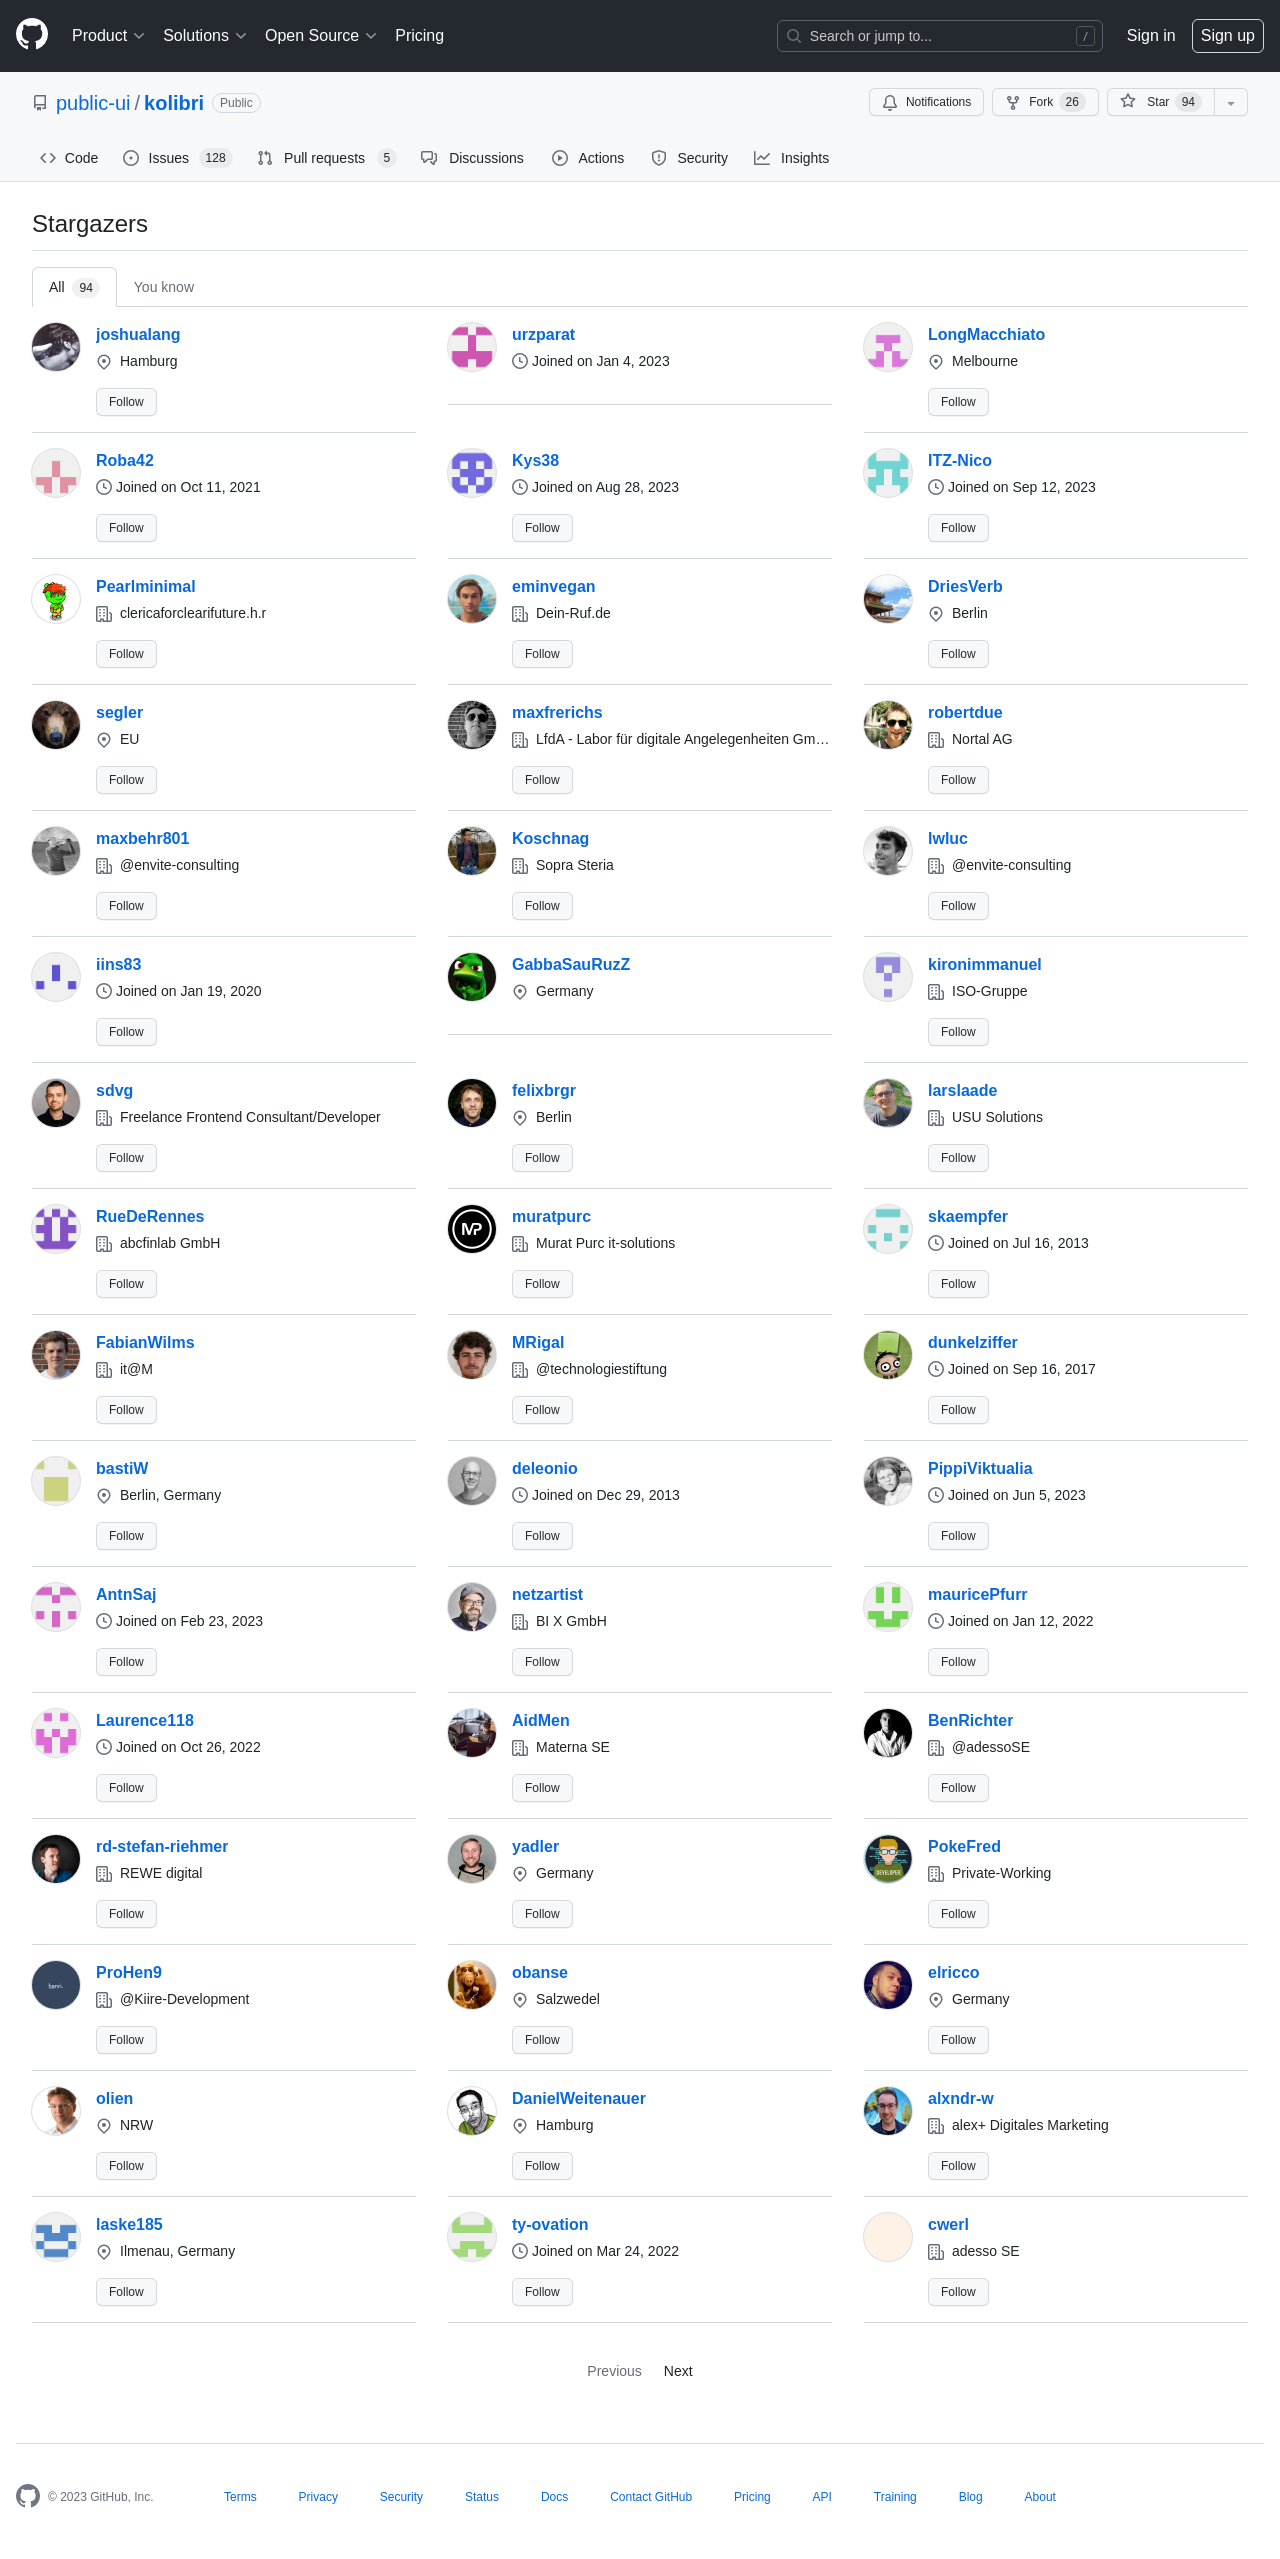 Product Solutions Open Source Pricing Search or jump to... / Sign in Sign up
public-ui / kolibri Public Notifications Fork 26 Star 94
Code Issues 128 Pull requests 5 Discussions Actions Security Insights
Stargazers
All 94 You know
joshualang
Hamburg
Follow
urzparat
Joined on Jan 4, 2023
LongMacchiato
Melbourne
Follow
Roba42
Joined on Oct 11, 2021
Follow
Kys38
Joined on Aug 28, 2023
Follow
ITZ-Nico
Joined on Sep 12, 2023
Follow
Pearlminimal
clericaforclearifuture.h.r
Follow
eminvegan
Dein-Ruf.de
Follow
DriesVerb
Berlin
Follow
segler
EU
Follow
maxfrerichs
LfdA - Labor für digitale Angelegenheiten Gm…
Follow
robertdue
Nortal AG
Follow
maxbehr801
@envite-consulting
Follow
Koschnag
Sopra Steria
Follow
lwluc
@envite-consulting
Follow
iins83
Joined on Jan 19, 2020
Follow
GabbaSauRuzZ
Germany
kironimmanuel
ISO-Gruppe
Follow
sdvg
Freelance Frontend Consultant/Developer
Follow
felixbrgr
Berlin
Follow
larslaade
USU Solutions
Follow
RueDeRennes
abcfinlab GmbH
Follow
MP
muratpurc
Murat Purc it-solutions
Follow
skaempfer
Joined on Jul 16, 2013
Follow
FabianWilms
it@M
Follow
MRigal
@technologiestiftung
Follow
dunkelziffer
Joined on Sep 16, 2017
Follow
bastiW
Berlin, Germany
Follow
deleonio
Joined on Dec 29, 2013
Follow
PippiViktualia
Joined on Jun 5, 2023
Follow
AntnSaj
Joined on Feb 23, 2023
Follow
netzartist
BI X GmbH
Follow
mauricePfurr
Joined on Jan 12, 2022
Follow
Laurence118
Joined on Oct 26, 2022
Follow
AidMen
Materna SE
Follow
BenRichter
@adessoSE
Follow
rd-stefan-riehmer
REWE digital
Follow
yadler
Germany
Follow
DEVELOPER
PokeFred
Private-Working
Follow
henri.
ProHen9
@Kiire-Development
Follow
obanse
Salzwedel
Follow
elricco
Germany
Follow
olien
NRW
Follow
DanielWeitenauer
Hamburg
Follow
alxndr-w
alex+ Digitales Marketing
Follow
laske185
Ilmenau, Germany
Follow
ty-ovation
Joined on Mar 24, 2022
Follow
cwerl
adesso SE
Follow
Previous Next
© 2023 GitHub, Inc. Terms Privacy Security Status Docs Contact GitHub Pricing API Training Blog About